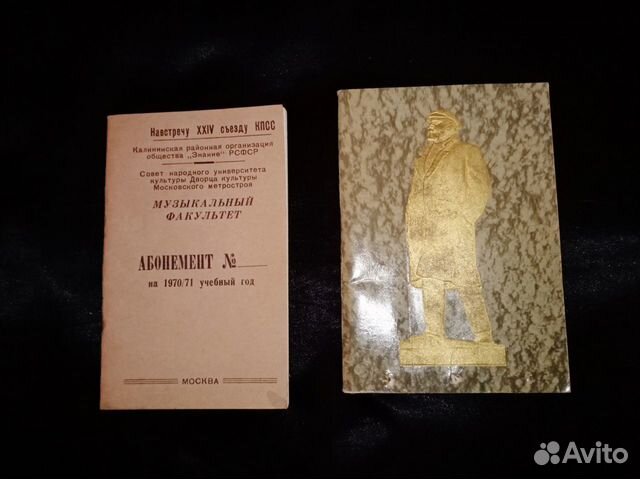 Навстречу XXIV съезду КПСС
Калининская районная организация
общества „Знание" РСФСР
Совет народного университета
культуры Дворца культуры
Московского метростроя
МУЗЫКАЛЬНЫЙ
ФАКУЛЬТЕТ
АБОНЕМЕНТ №
на 1970/71 учебный год
МОСКВА
Avito